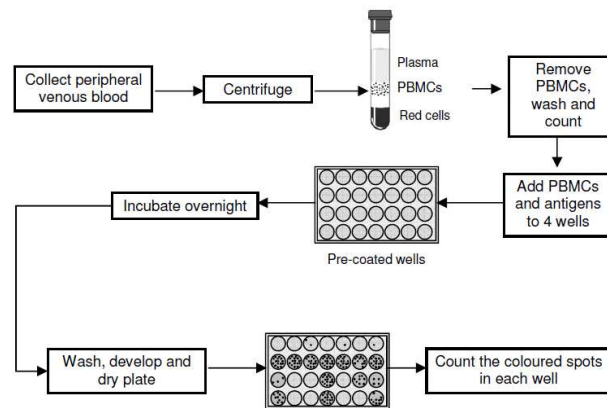 Collect peripheral
venous blood
Centrifuge
Plasma
PBMCs
Red cells
Remove
PBMCs,
wash and
count
Add PBMCs
and antigens
to 4 wells
Pre-coated wells
Incubate overnight
Wash, develop and
dry plate
Count the coloured spots
in each well